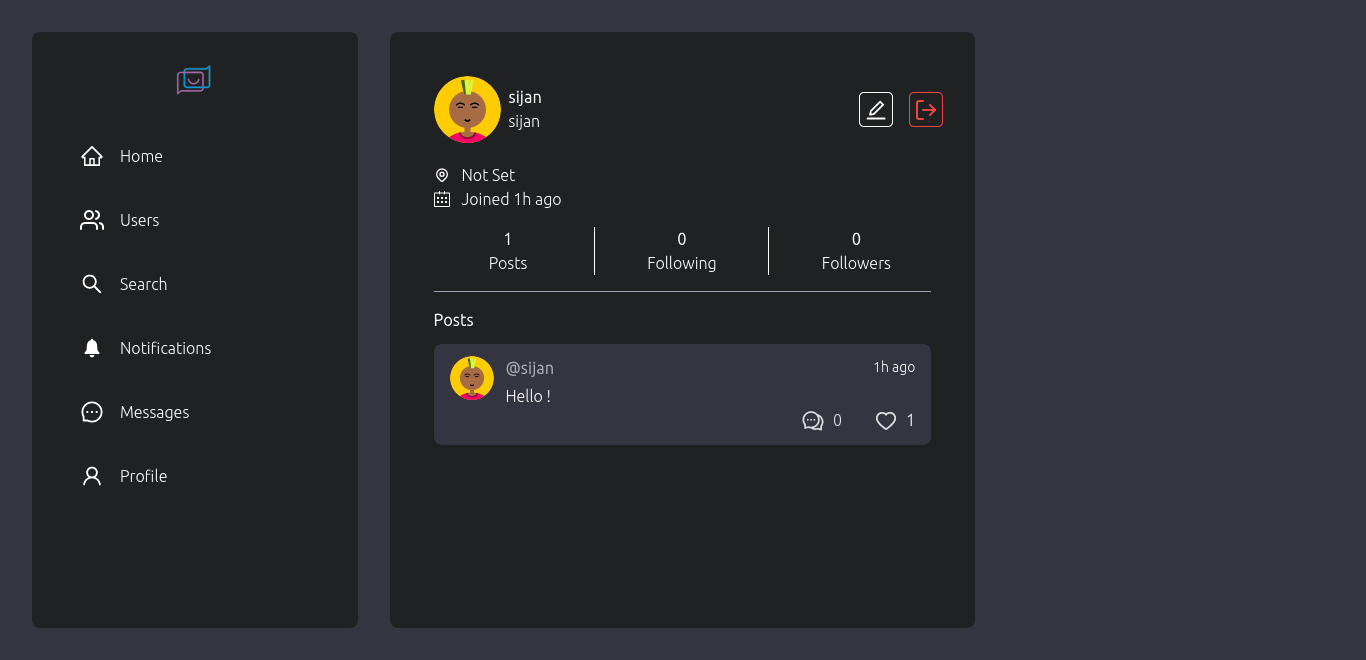 Home
Users
Search
Notifications
Messages
Profile
sijan
sijan
Not Set
Joined 1h ago
1 0 0
Posts Following Followers
Posts
@sijan 1h ago
Hello !
0 1